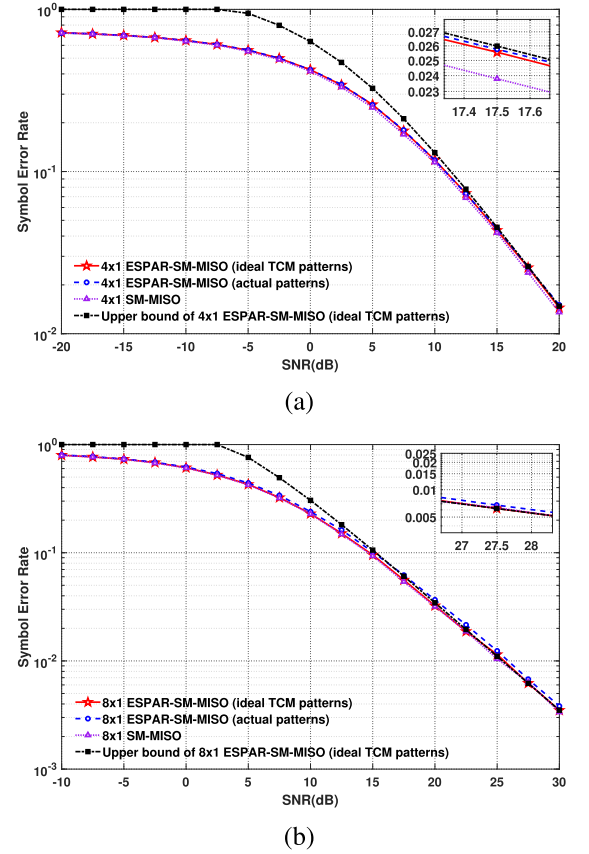 10^0
10^-1
10^-2
Symbol Error Rate
0.027
0.026
0.025
0.024
0.023
17.4 17.5 17.6
4x1 ESPAR-SM-MISO (ideal TCM patterns)
4x1 ESPAR-SM-MISO (actual patterns)
4x1 SM-MISO
Upper bound of 4x1 ESPAR-SM-MISO (ideal TCM patterns)
-20 -15 -10 -5 0 5 10 15 20
SNR(dB)
(a)
10^0
10^-1
10^-2
10^-3
Symbol Error Rate
0.025
0.02
0.015
0.01
0.005
27 27.5 28
8x1 ESPAR-SM-MISO (ideal TCM patterns)
8x1 ESPAR-SM-MISO (actual patterns)
8x1 SM-MISO
Upper bound of 8x1 ESPAR-SM-MISO (ideal TCM patterns)
-10 -5 0 5 10 15 20 25 30
SNR(dB)
(b)